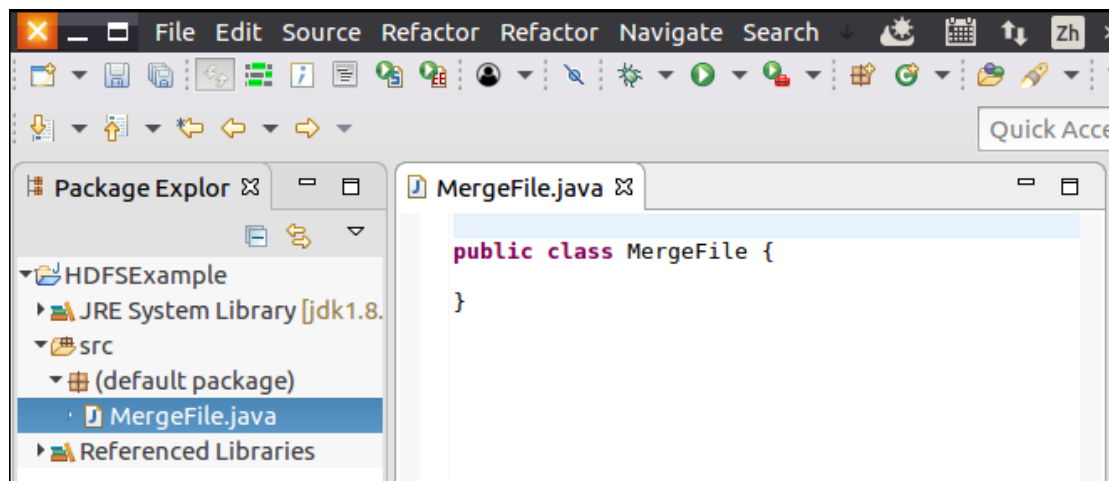 File Edit Source Refactor Refactor Navigate Search Zh
Quick Acce
Package Explor
MergeFile.java
HDFSExample
JRE System Library [jdk1.8.
src
(default package)
MergeFile.java
Referenced Libraries
public class MergeFile {
}